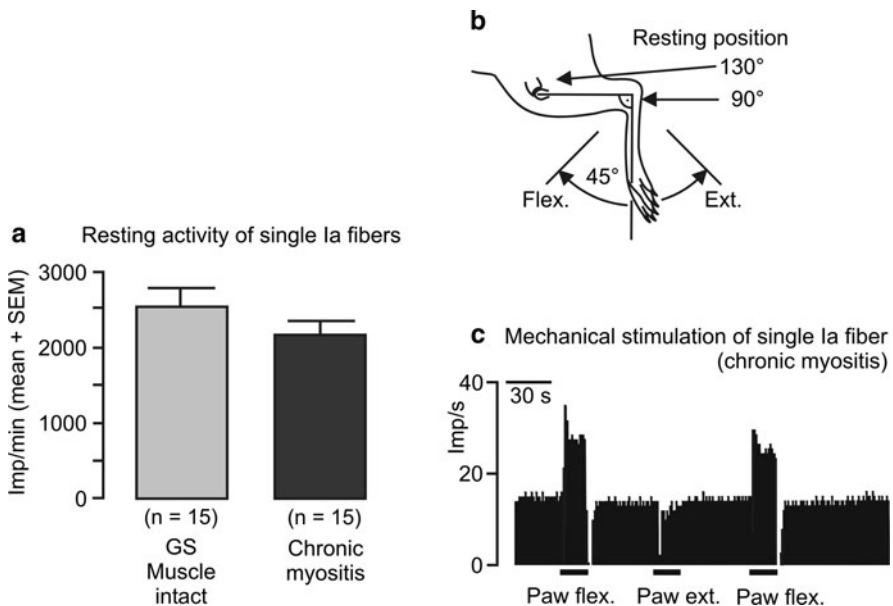 b
Resting position
130°
90°
45°
Flex.
Ext.
a Resting activity of single Ia fibers
Imp/min (mean + SEM)
3000
2000
1000
0
(n = 15)
(n = 15)
GS
Muscle
intact
Chronic
myositis
c Mechanical stimulation of single Ia fiber
(chronic myositis)
Imp/s
40
20
0
30 s
Paw flex.
Paw ext.
Paw flex.